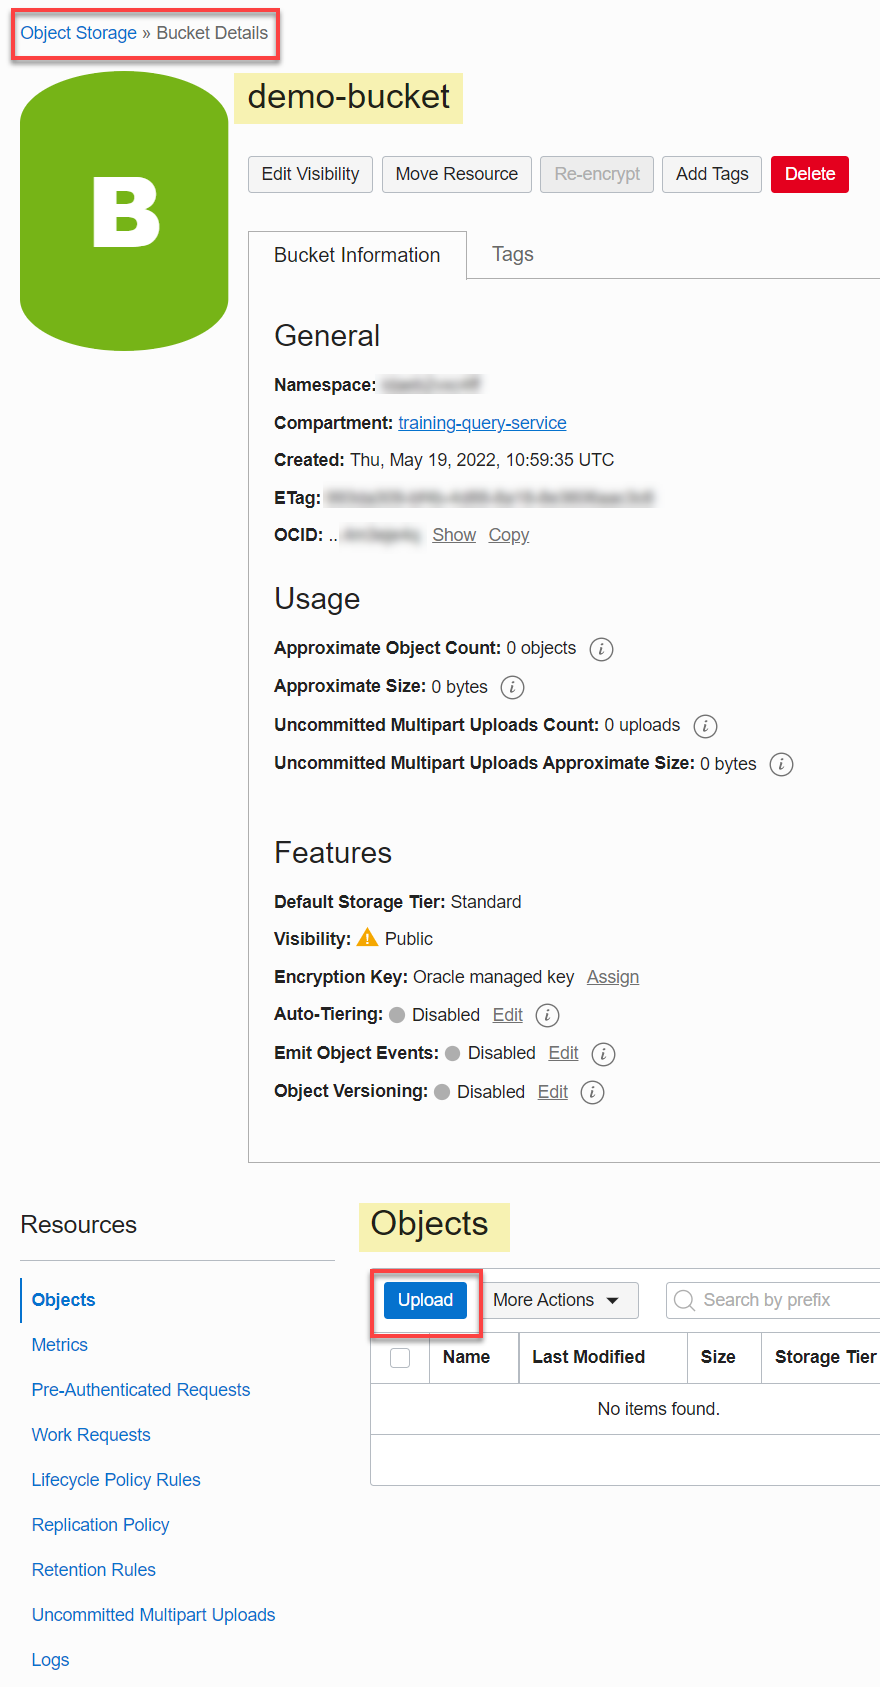 Object Storage » Bucket Details
B
demo-bucket
Edit Visibility Move Resource Re-encrypt Add Tags Delete
Bucket Information Tags
General
Namespace:
Compartment: training-query-service
Created: Thu, May 19, 2022, 10:59:35 UTC
ETag:
OCID: .. Show Copy
Usage
Approximate Object Count: 0 objects i
Approximate Size: 0 bytes i
Uncommitted Multipart Uploads Count: 0 uploads i
Uncommitted Multipart Uploads Approximate Size: 0 bytes i
Features
Default Storage Tier: Standard
Visibility: Public
Encryption Key: Oracle managed key Assign
Auto-Tiering: Disabled Edit i
Emit Object Events: Disabled Edit i
Object Versioning: Disabled Edit i
Resources
Objects
Metrics
Pre-Authenticated Requests
Work Requests
Lifecycle Policy Rules
Replication Policy
Retention Rules
Uncommitted Multipart Uploads
Logs
Objects
Upload More Actions Search by prefix
Name Last Modified Size Storage Tier
No items found.